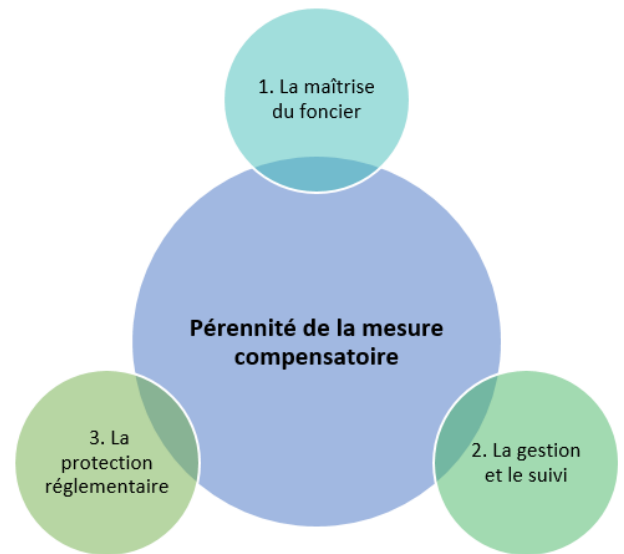 1. La maîtrise
du foncier
Pérennité de la mesure
compensatoire
2. La gestion
et le suivi
3. La
protection
réglementaire